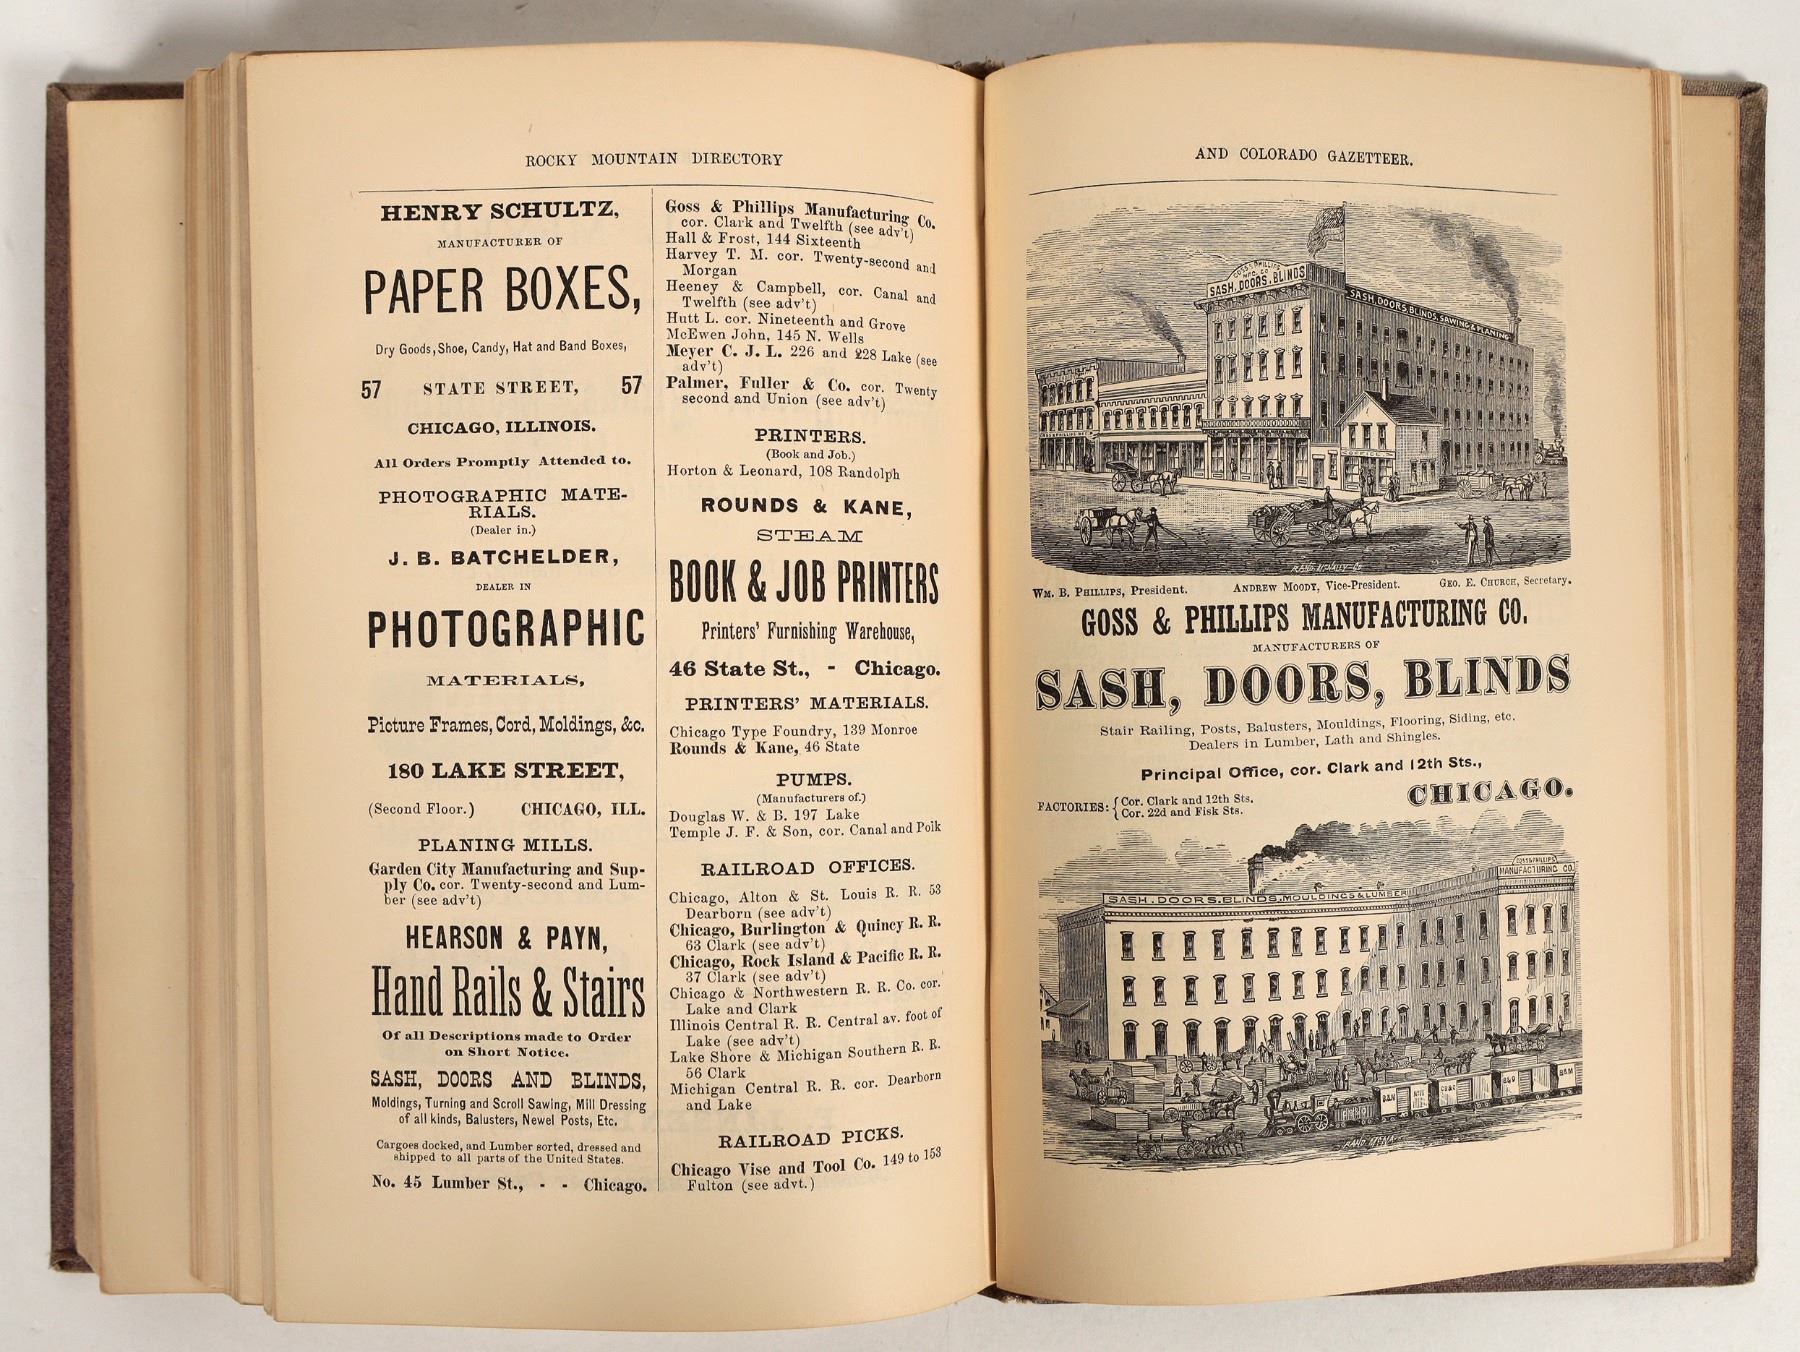 ROCKY MOUNTAIN DIRECTORY
HENRY SCHULTZ,
MANUFACTURER OF
PAPER BOXES,
Dry Goods, Shoe, Candy, Hat and Band Boxes,
57 STATE STREET, 57
CHICAGO, ILLINOIS.
All Orders Promptly Attended to.
PHOTOGRAPHIC MATE-
RIALS.
(Dealer in.)
J. B. BATCHELDER,
DEALER IN
PHOTOGRAPHIC
MATERIALS,
Picture Frames, Cord, Moldings, &c.
180 LAKE STREET,
(Second Floor.) CHICAGO, ILL.
PLANING MILLS.
Garden City Manufacturing and Sup-
ply Co. cor. Twenty-second and Lum-
ber (see adv't)
HEARSON & PAYN,
Hand Rails & Stairs
Of all Descriptions made to Order
on Short Notice.
SASH, DOORS AND BLINDS,
Moldings, Turning and Scroll Sawing, Mill Dressing
of all kinds, Balusters, Newel Posts, Etc.
Cargoes docked, and Lumber sorted, dressed and
shipped to all parts of the United States.
No. 45 Lumber St., - - Chicago.
Goss & Phillips Manufacturing Co.
cor. Clark and Twelfth (see adv't)
Hall & Frost, 144 Sixteenth
Harvey T. M. cor. Twenty-second and
Morgan
Heeney & Campbell, cor. Canal and
Twelfth (see adv't)
Hutt L. cor. Nineteenth and Grove
McEwen John, 145 N. Wells
Meyer C. J. L. 226 and 228 Lake (see
adv't)
Palmer, Fuller & Co. cor. Twenty
second and Union (see adv't)
PRINTERS.
(Book and Job.)
Horton & Leonard, 108 Randolph
ROUNDS & KANE,
STEAM
BOOK & JOB PRINTERS
Printers' Furnishing Warehouse,
46 State St., - Chicago.
PRINTERS' MATERIALS.
Chicago Type Foundry, 139 Monroe
Rounds & Kane, 46 State
PUMPS.
(Manufacturers of.)
Douglas W. & B. 197 Lake
Temple J. F. & Son, cor. Canal and Polk
RAILROAD OFFICES.
Chicago, Alton & St. Louis R. R. 53
Dearborn (see adv't)
Chicago, Burlington & Quincy R. R.
63 Clark (see adv't)
Chicago, Rock Island & Pacific R. R.
37 Clark (see adv't)
Chicago & Northwestern R. R. Co. cor.
Lake and Clark
Illinois Central R. R. Central av. foot of
Lake (see adv't)
Lake Shore & Michigan Southern R. R.
56 Clark
Michigan Central R. R. cor. Dearborn
and Lake
RAILROAD PICKS.
Chicago Vise and Tool Co. 149 to 153
Fulton (see advt.)
AND COLORADO GAZETTEER.
GOSS & PHILLIPS
MFG. CO
SASH, DOORS, BLINDS
SASH, DOORS, BLINDS, SAWING & PLANING
OFFICE
RAND MCNALLY & CO
WM. B. PHILLIPS, President. ANDREW MOODY, Vice-President. GEO. E. CHURCH, Secretary.
GOSS & PHILLIPS MANUFACTURING CO.
MANUFACTURERS OF
SASH, DOORS, BLINDS
Stair Railing, Posts, Balusters, Mouldings, Flooring, Siding, etc.
Dealers in Lumber, Lath and Shingles.
Principal Office, cor. Clark and 12th Sts.,
CHICAGO.
FACTORIES: { Cor. Clark and 12th Sts.
{ Cor. 22d and Fisk Sts.
GOSS & PHILLIPS
MANUFACTURING CO.
SASH, DOORS, BLINDS, MOULDINGS & LUMBER